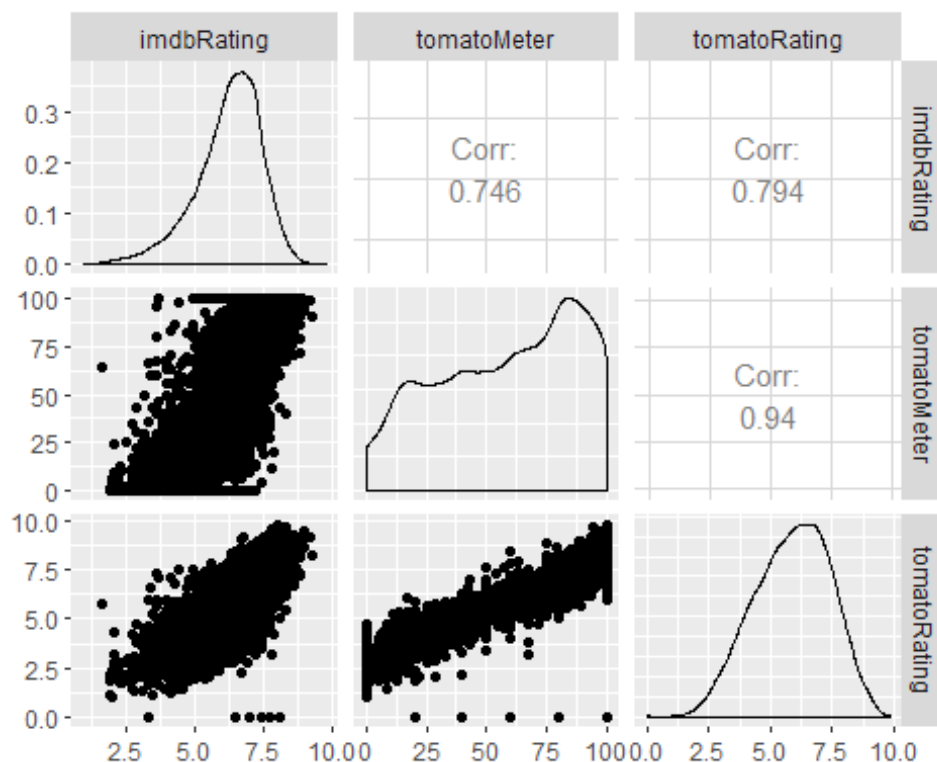 imdbRating tomatoMeter tomatoRating
0.3
0.2
0.1
0.0
Corr:
0.746
Corr:
0.794
imdbRating
100
75
50
25
0
Corr:
0.94
tomatoMeter
10.0
7.5
5.0
2.5
0.0
tomatoRating
2.5 5.0 7.5 10.0 0 25 50 75 100 0.0 2.5 5.0 7.5 10.0